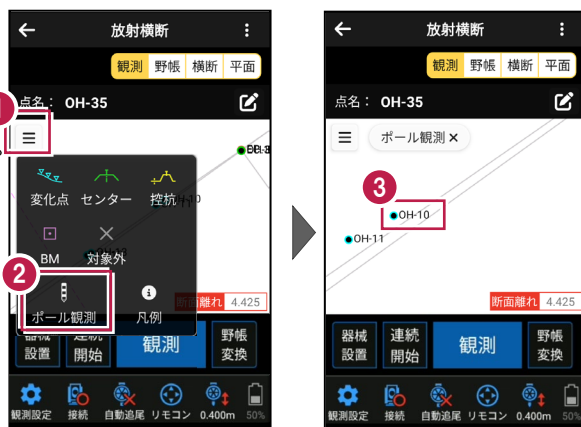 放射横断
観測 野帳 横断 平面
点名： OH-35
変化点 センター 控杭
BM 対象外
2
ポール観測 凡例
断面離れ 4.425
器械設置 連続開始 観測 野帳変換
観測設定 接続 自動追尾 リモコン 0.400m 50%
放射横断
観測 野帳 横断 平面
点名： OH-35
ポール観測 ×
3
OH-10
OH-11
断面離れ 4.425
器械 連続 観測 野帳
設置 開始 変換
観測設定 接続 自動追尾 リモコン 0.400m 50%